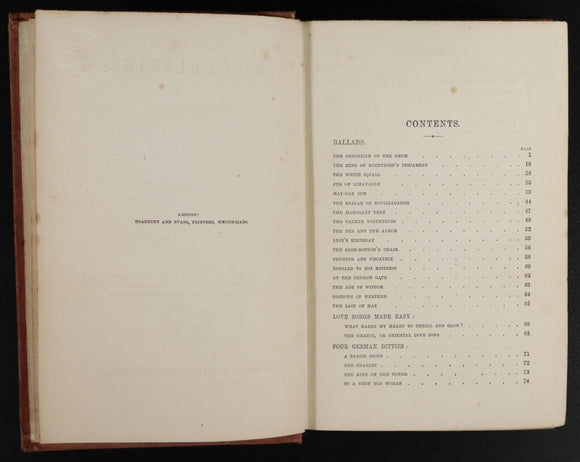 LONDON:
BRADBURY AND EVANS, PRINTERS, WHITEFRIARS.
CONTENTS.
BALLADS.
PAGE
THE CHRONICLE OF THE DRUM . . . . . . . 1
THE KING OF BRENTFORD'S TESTAMENT . . . . . . 19
THE WHITE SQUALL . . . . . . . . . 28
PEG OF LIMAVADDY . . . . . . . . . 33
MAY-DAY ODE . . . . . . . . . . 39
THE BALLAD OF BOUILLABAISSE . . . . . . . 44
THE MAHOGANY TREE . . . . . . . . . 47
THE YANKEE VOLUNTEERS . . . . . . . . 49
THE PEN AND THE ALBUM . . . . . . . . 52
LUCY'S BIRTHDAY . . . . . . . . . 55
THE CANE-BOTTOM'D CHAIR . . . . . . . . 56
PISCATOR AND PISCATRIX . . . . . . . . 58
RONSARD TO HIS MISTRESS . . . . . . . . 60
AT THE CHURCH GATE . . . . . . . . . 62
THE AGE OF WISDOM . . . . . . . . . 63
SORROWS OF WERTHER . . . . . . . . . 64
THE LAST OF MAY . . . . . . . . . 65
LOVE SONGS MADE EASY:
WHAT MAKES MY HEART TO THRILL AND GLOW? . . . . 66
THE GHAZUL, OR ORIENTAL LOVE SONG . . . . . 68
FOUR GERMAN DITTIES:
A TRAGIC STORY . . . . . . . . . 71
THE CHAPLET . . . . . . . . . . 72
THE KING ON THE TOWER . . . . . . . . 73
TO A VERY OLD WOMAN . . . . . . . . 74